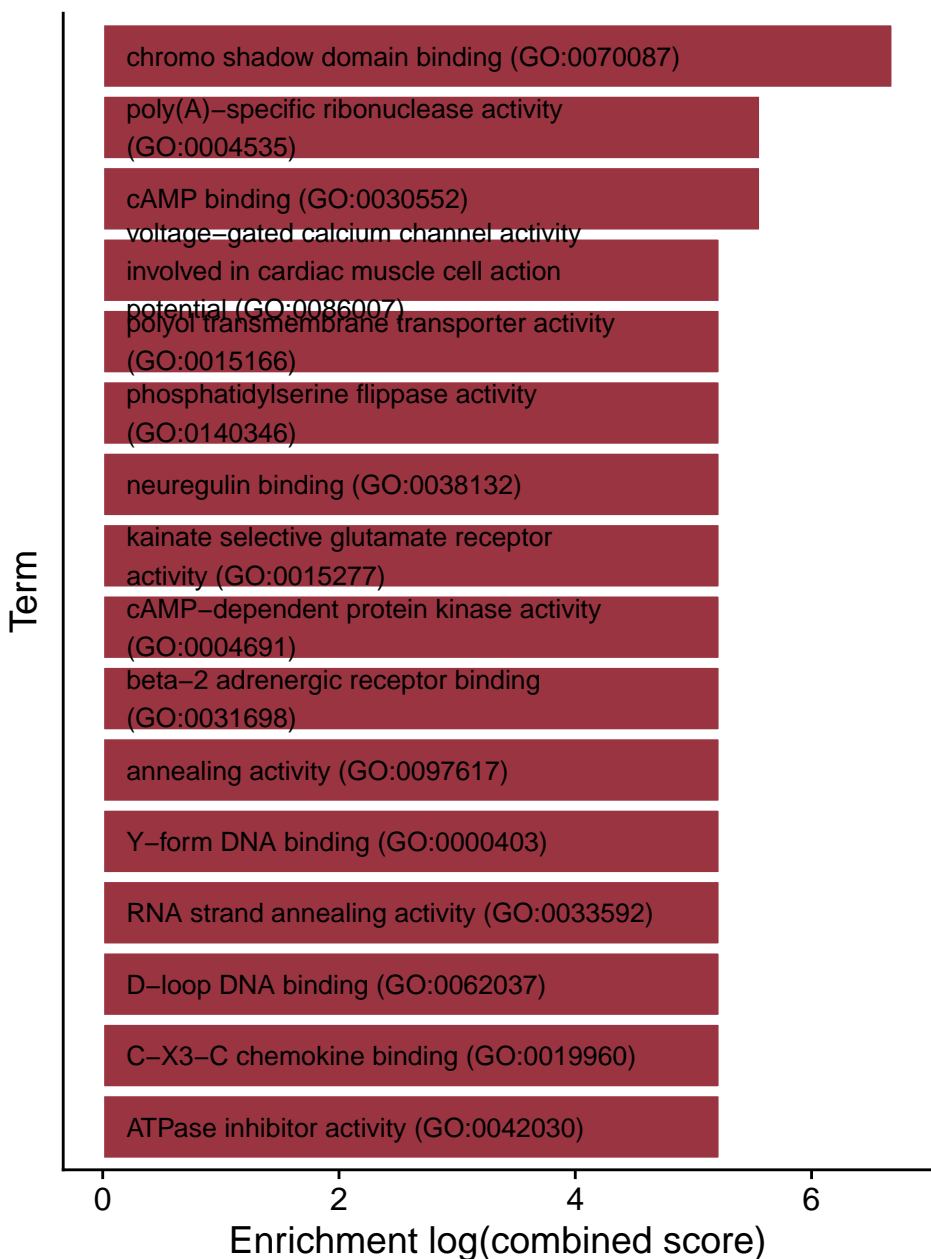 chromo shadow domain binding (GO:0070087)
poly(A)−specific ribonuclease activity
(GO:0004535)
cAMP binding (GO:0030552)
voltage−gated calcium channel activity
involved in cardiac muscle cell action
potential (GO:0086007)
polyol transmembrane transporter activity
(GO:0015166)
phosphatidylserine flippase activity
(GO:0140346)
neuregulin binding (GO:0038132)
kainate selective glutamate receptor
activity (GO:0015277)
cAMP−dependent protein kinase activity
(GO:0004691)
beta−2 adrenergic receptor binding
(GO:0031698)
annealing activity (GO:0097617)
Y−form DNA binding (GO:0000403)
RNA strand annealing activity (GO:0033592)
D−loop DNA binding (GO:0062037)
C−X3−C chemokine binding (GO:0019960)
ATPase inhibitor activity (GO:0042030)
Term
0 2 4 6
Enrichment log(combined score)